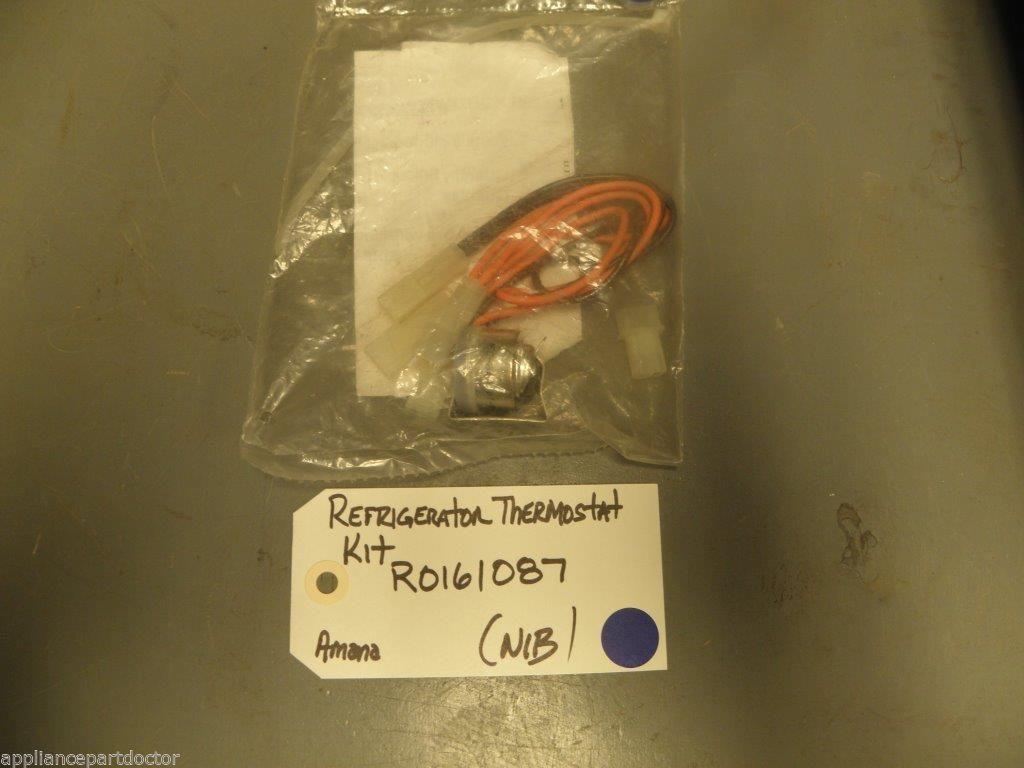 Refrigerator Thermostat
Kit
R0161087
Amana (NIB)
appliancepartdoctor